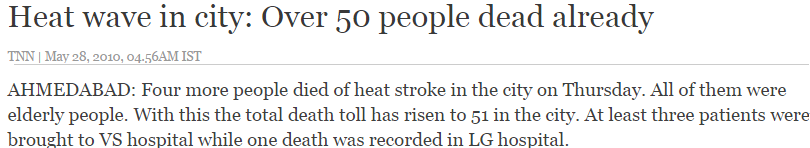 Heat wave in city: Over 50 people dead already
TNN | May 28, 2010, 04.56AM IST
AHMEDABAD: Four more people died of heat stroke in the city on Thursday. All of them were
elderly people. With this the total death toll has risen to 51 in the city. At least three patients were
brought to VS hospital while one death was recorded in LG hospital.